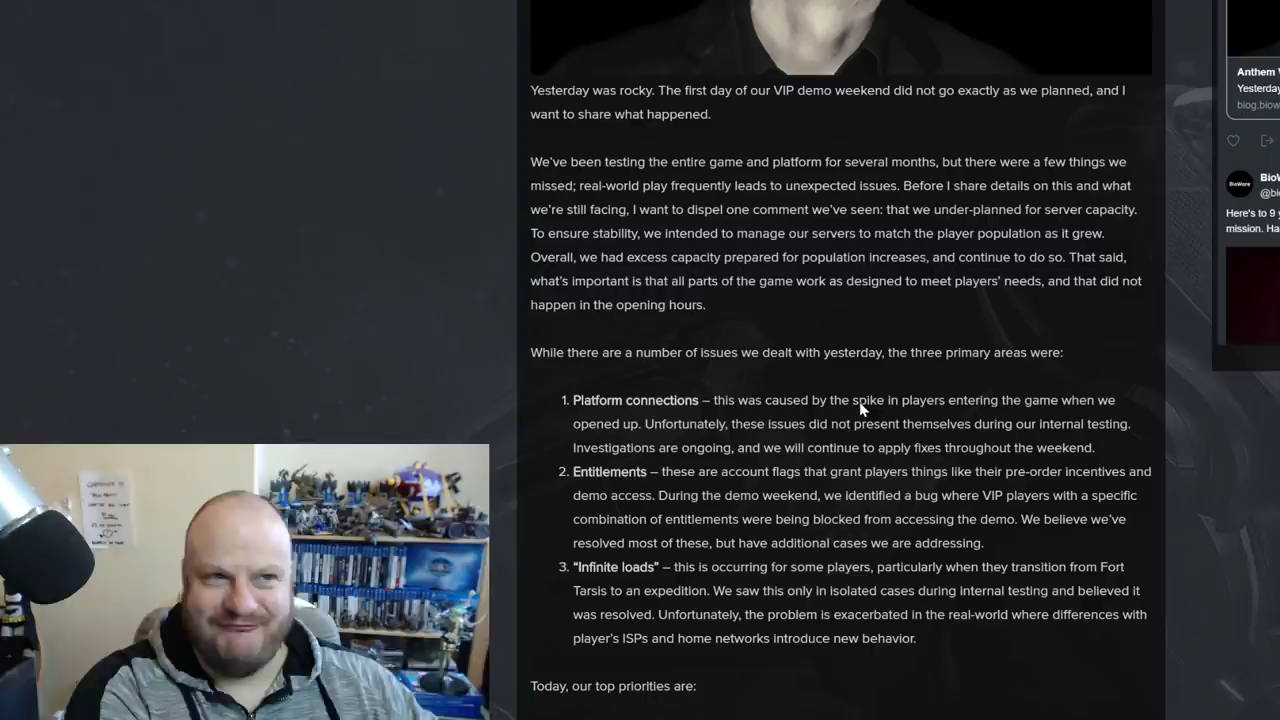 Yesterday was rocky. The first day of our VIP demo weekend did not go exactly as we planned, and I
want to share what happened.
We've been testing the entire game and platform for several months, but there were a few things we
missed; real-world play frequently leads to unexpected issues. Before I share details on this and what
we're still facing, I want to dispel one comment we've seen: that we under-planned for server capacity.
To ensure stability, we intended to manage our servers to match the player population as it grew.
Overall, we had excess capacity prepared for population increases, and continue to do so. That said,
what's important is that all parts of the game work as designed to meet players' needs, and that did not
happen in the opening hours.
While there are a number of issues we dealt with yesterday, the three primary areas were:
1. Platform connections – this was caused by the spike in players entering the game when we
opened up. Unfortunately, these issues did not present themselves during our internal testing.
Investigations are ongoing, and we will continue to apply fixes throughout the weekend.
2. Entitlements – these are account flags that grant players things like their pre-order incentives and
demo access. During the demo weekend, we identified a bug where VIP players with a specific
combination of entitlements were being blocked from accessing the demo. We believe we've
resolved most of these, but have additional cases we are addressing.
3. “Infinite loads” – this is occurring for some players, particularly when they transition from Fort
Tarsis to an expedition. We saw this only in isolated cases during internal testing and believed it
was resolved. Unfortunately, the problem is exacerbated in the real-world where differences with
player's ISPs and home networks introduce new behavior.
Today, our top priorities are:
Anthem V
Yesterday
blog.biow
BioWare
BioW
@bio
Here's to 9 y
mission. Ha